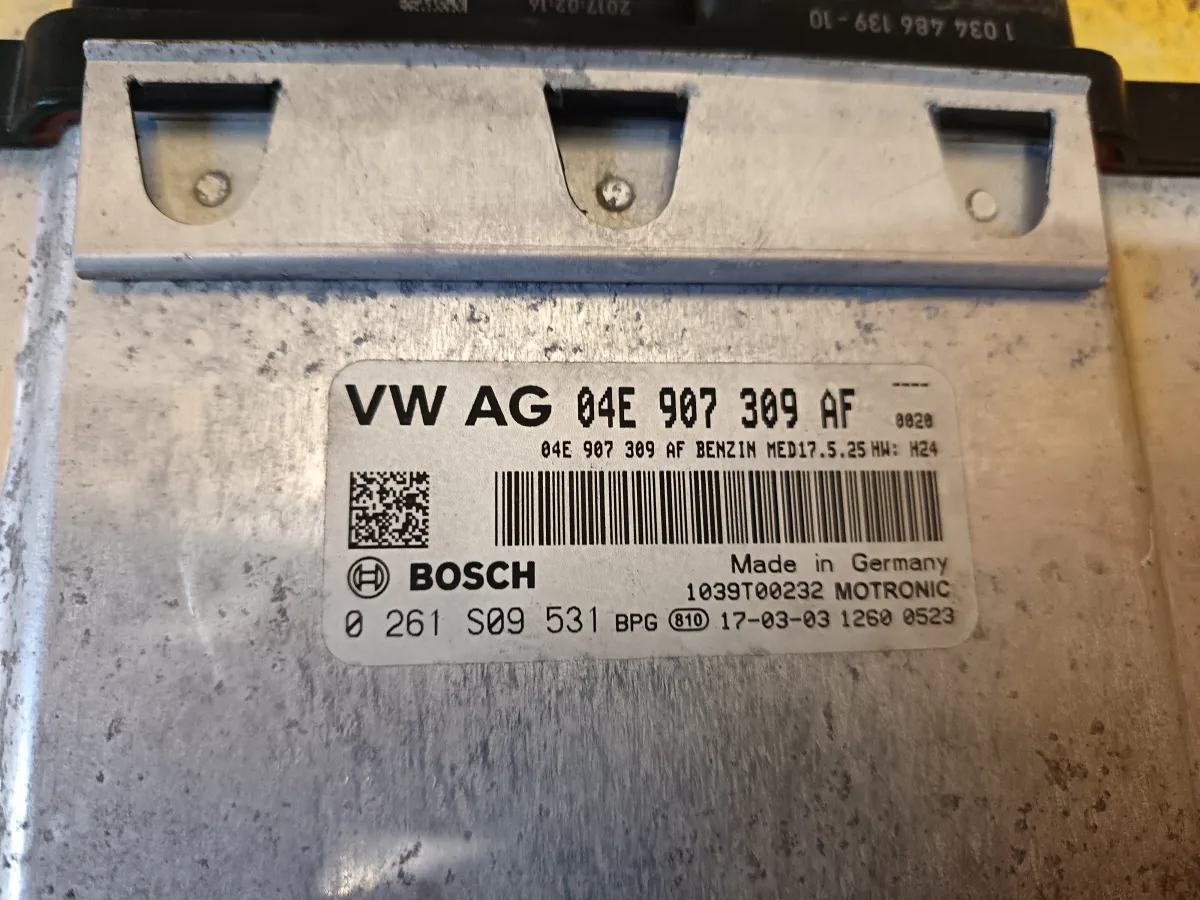 2017-02-14
1 034 486 139-10
VW AG 04E 907 309 AF ----
0020
04E 907 309 AF BENZIN MED17.5.25 HW: H24
BOSCH
Made in Germany
1039T00232 MOTRONIC
0 261 S09 531 BPG 810 17-03-03 1260 0523